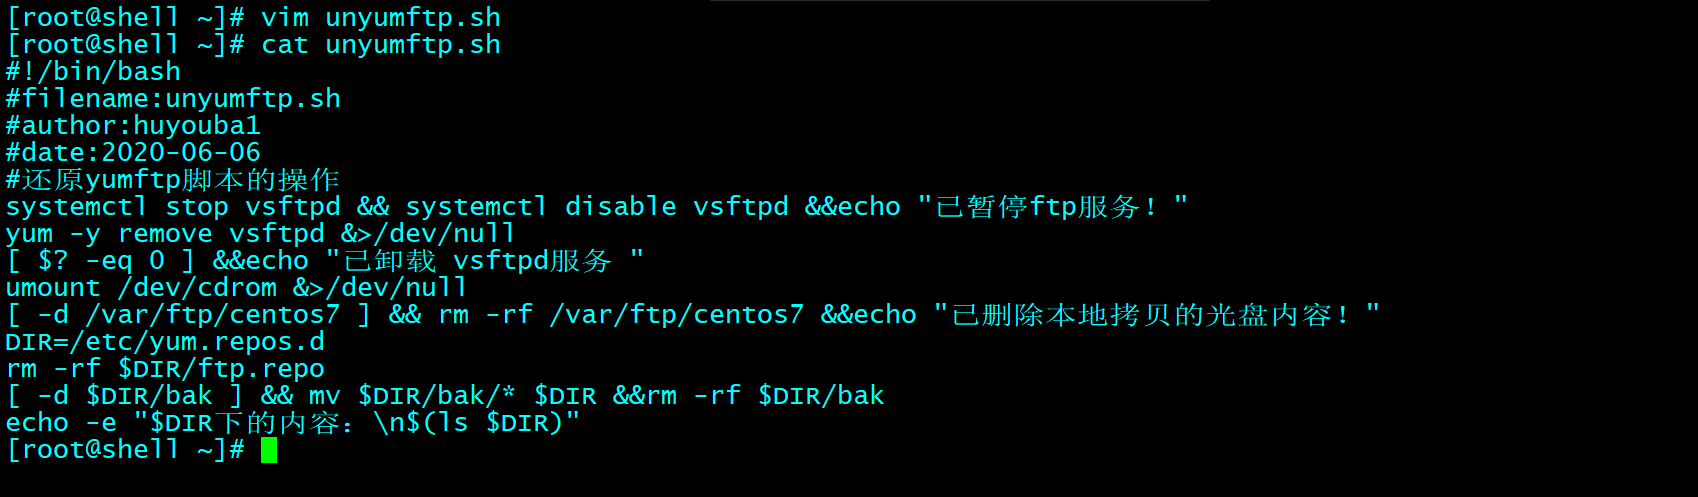 [root@shell ~]# vim unyumftp.sh
[root@shell ~]# cat unyumftp.sh
#!/bin/bash
#filename:unyumftp.sh
#author:huyouba1
#date:2020-06-06
#还原yumftp脚本的操作
systemctl stop vsftpd && systemctl disable vsftpd &&echo "已暂停ftp服务！"
yum -y remove vsftpd &>/dev/null
[ $? -eq 0 ] &&echo "已卸载 vsftpd服务 "
umount /dev/cdrom &>/dev/null
[ -d /var/ftp/centos7 ] && rm -rf /var/ftp/centos7 &&echo "已删除本地拷贝的光盘内容！"
DIR=/etc/yum.repos.d
rm -rf $DIR/ftp.repo
[ -d $DIR/bak ] && mv $DIR/bak/* $DIR &&rm -rf $DIR/bak
echo -e "$DIR下的内容：\n$(ls $DIR)"
[root@shell ~]#